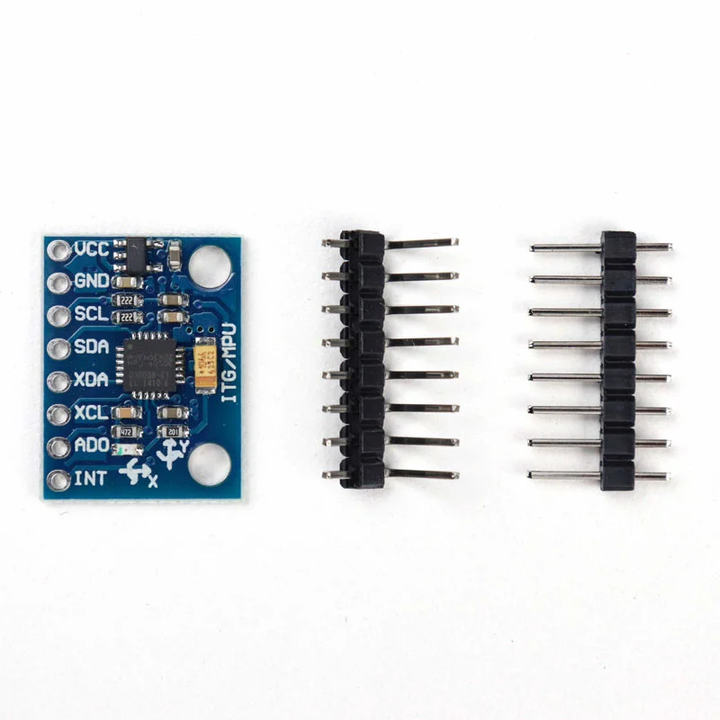 VCC
GND
SCL
SDA
XDA
XCL
ADO
INT
222
222
472
201
ITG/MPU
Y
X